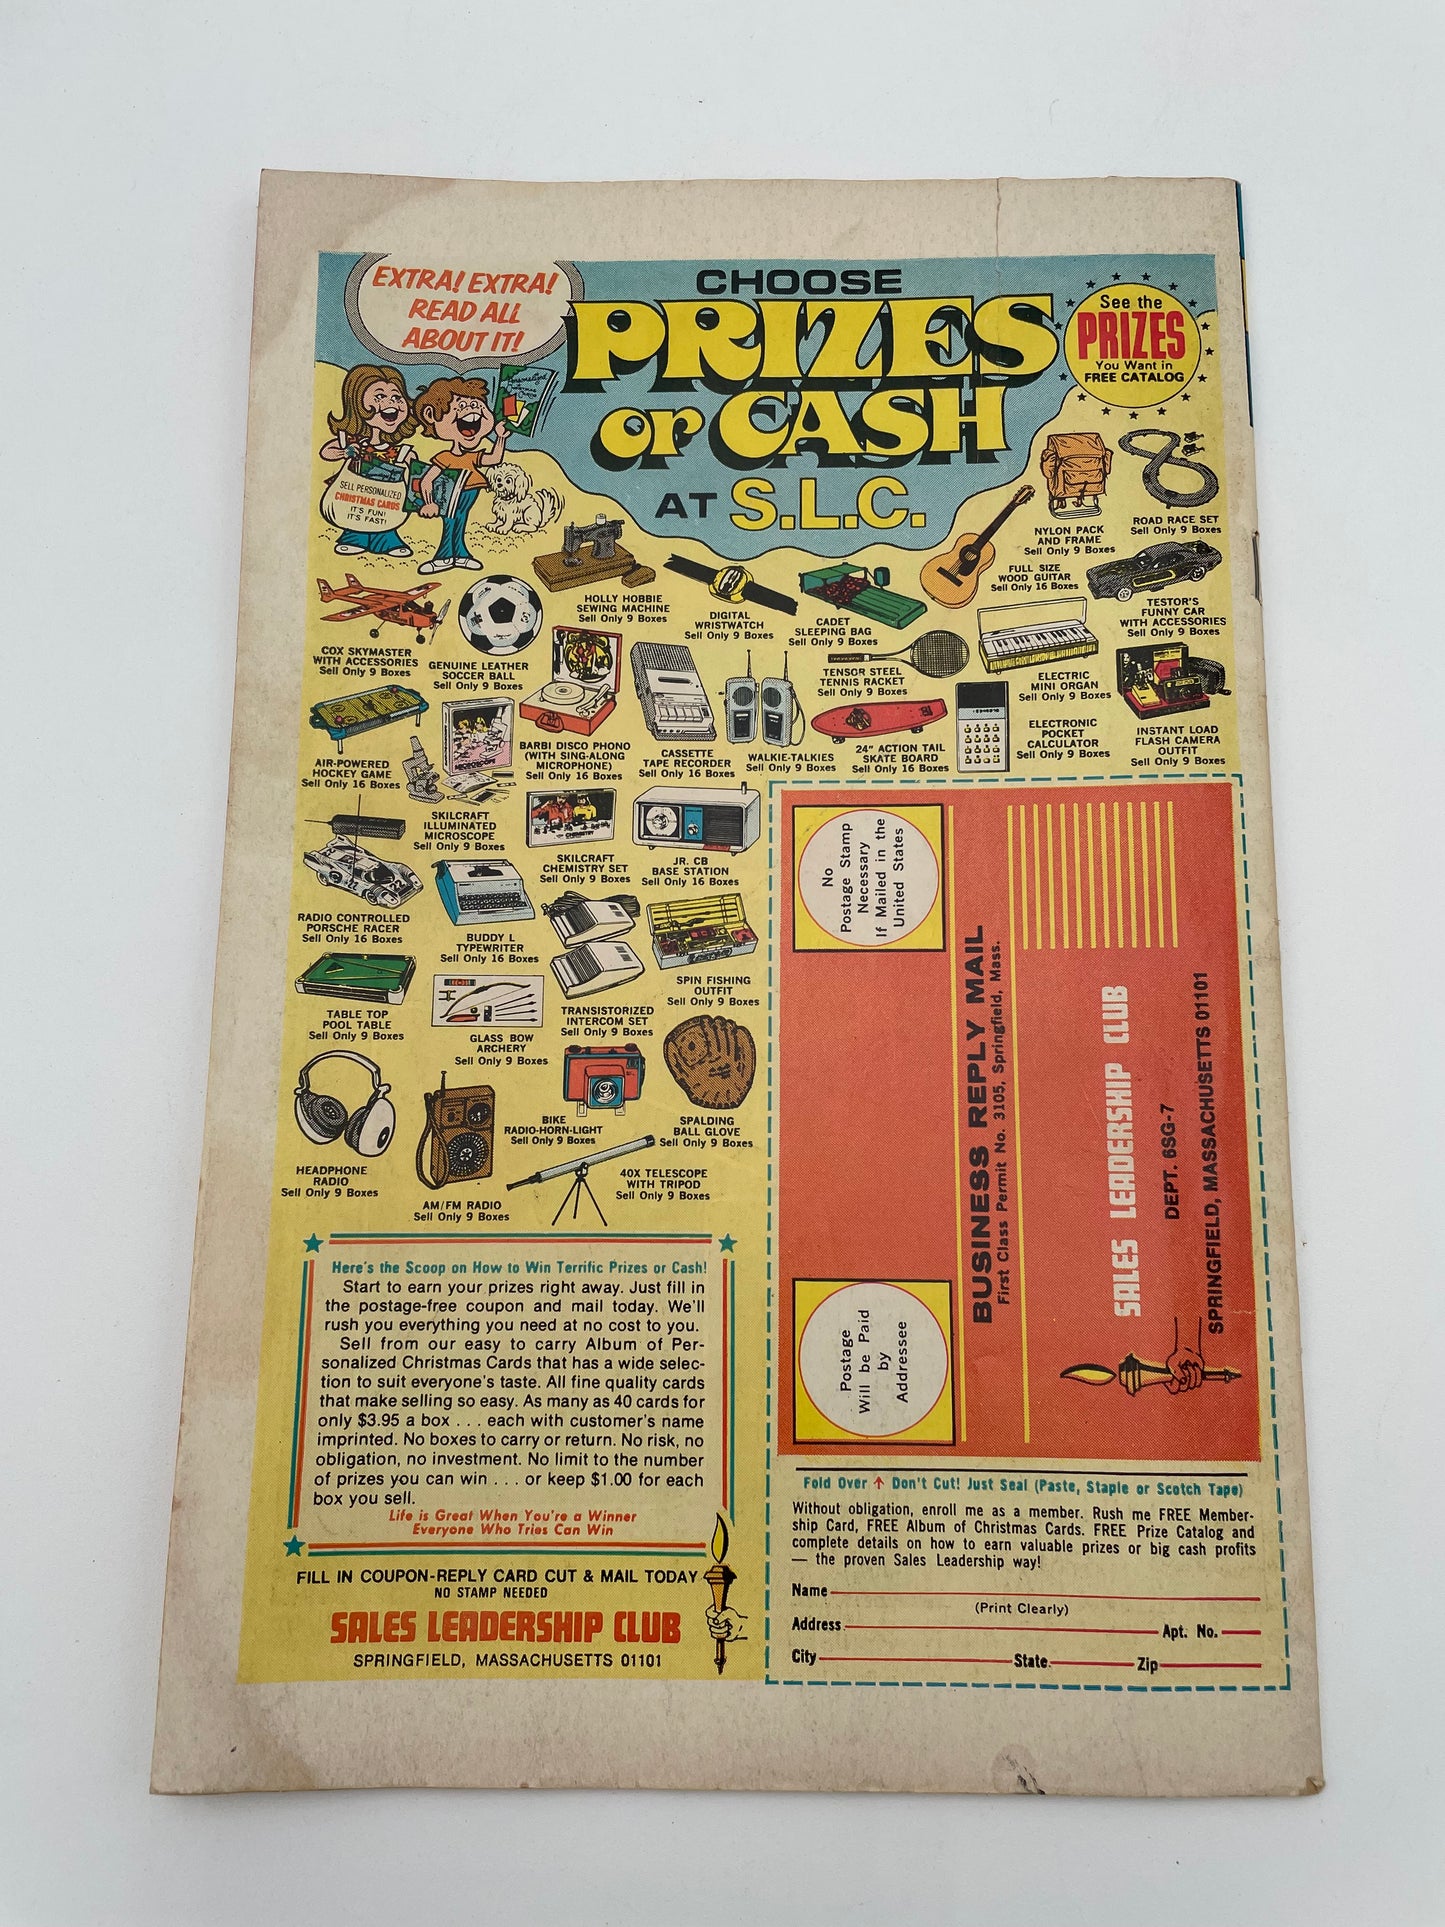 EXTRA! EXTRA!
READ ALL
ABOUT IT!
CHOOSE
PRIZES
or CASH
AT S.L.C.
See the
PRIZES
You Want in
FREE CATALOG
SELL PERSONALIZED
CHRISTMAS CARDS
IT'S FUN!
IT'S FAST!
NYLON PACK
AND FRAME
Sell Only 9 Boxes
ROAD RACE SET
Sell Only 9 Boxes
HOLLY HOBBIE
SEWING MACHINE
Sell Only 9 Boxes
DIGITAL
WRISTWATCH
Sell Only 9 Boxes
CADET
SLEEPING BAG
Sell Only 9 Boxes
FULL SIZE
WOOD GUITAR
Sell Only 16 Boxes
TESTOR'S
FUNNY CAR
WITH ACCESSORIES
Sell Only 9 Boxes
COX SKYMASTER
WITH ACCESSORIES
Sell Only 9 Boxes
GENUINE LEATHER
SOCCER BALL
Sell Only 9 Boxes
TENSOR STEEL
TENNIS RACKET
Sell Only 9 Boxes
ELECTRIC
MINI ORGAN
Sell Only 9 Boxes
AIR-POWERED
HOCKEY GAME
Sell Only 16 Boxes
MICROSCOPE
BARBI DISCO PHONO
(WITH SING-ALONG
MICROPHONE)
Sell Only 16 Boxes
CASSETTE
TAPE RECORDER
Sell Only 16 Boxes
WALKIE-TALKIES
Sell Only 9 Boxes
24" ACTION TAIL
SKATE BOARD
Sell Only 16 Boxes
ELECTRONIC
POCKET
CALCULATOR
Sell Only 9 Boxes
INSTANT LOAD
FLASH CAMERA
OUTFIT
Sell Only 9 Boxes
SKILCRAFT
ILLUMINATED
MICROSCOPE
Sell Only 9 Boxes
CHEMISTRY
SKILCRAFT
CHEMISTRY SET
Sell Only 9 Boxes
JR. CB
BASE STATION
Sell Only 16 Boxes
22
RADIO CONTROLLED
PORSCHE RACER
Sell Only 16 Boxes
BUDDY L
TYPEWRITER
Sell Only 16 Boxes
SPIN FISHING
OUTFIT
Sell Only 9 Boxes
TABLE TOP
POOL TABLE
Sell Only 9 Boxes
GLASS BOW
ARCHERY
Sell Only 9 Boxes
TRANSISTORIZED
INTERCOM SET
Sell Only 9 Boxes
HEADPHONE
RADIO
Sell Only 9 Boxes
AM/FM RADIO
Sell Only 9 Boxes
BIKE
RADIO-HORN-LIGHT
Sell Only 9 Boxes
SPALDING
BALL GLOVE
Sell Only 9 Boxes
40X TELESCOPE
WITH TRIPOD
Sell Only 9 Boxes
Here's the Scoop on How to Win Terrific Prizes or Cash!
Start to earn your prizes right away. Just fill in
the postage-free coupon and mail today. We'll
rush you everything you need at no cost to you.
Sell from our easy to carry Album of Per-
sonalized Christmas Cards that has a wide selec-
tion to suit everyone's taste. All fine quality cards
that make selling so easy. As many as 40 cards for
only $3.95 a box . . . each with customer's name
imprinted. No boxes to carry or return. No risk, no
obligation, no investment. No limit to the number
of prizes you can win . . . or keep $1.00 for each
box you sell.
Life is Great When You're a Winner
Everyone Who Tries Can Win
FILL IN COUPON-REPLY CARD CUT & MAIL TODAY
NO STAMP NEEDED
SALES LEADERSHIP CLUB
SPRINGFIELD, MASSACHUSETTS 01101
No
Postage Stamp
Necessary
If Mailed in the
United States
Postage
Will be Paid
by
Addressee
BUSINESS REPLY MAIL
First Class Permit No. 3105, Springfield, Mass.
SALES LEADERSHIP CLUB
DEPT. 6SG-7
SPRINGFIELD, MASSACHUSETTS 01101
Fold Over ↑ Don't Cut! Just Seal (Paste, Staple or Scotch Tape)
Without obligation, enroll me as a member. Rush me FREE Member-
ship Card, FREE Album of Christmas Cards. FREE Prize Catalog and
complete details on how to earn valuable prizes or big cash profits
— the proven Sales Leadership way!
Name
(Print Clearly)
Address Apt. No.
City State Zip